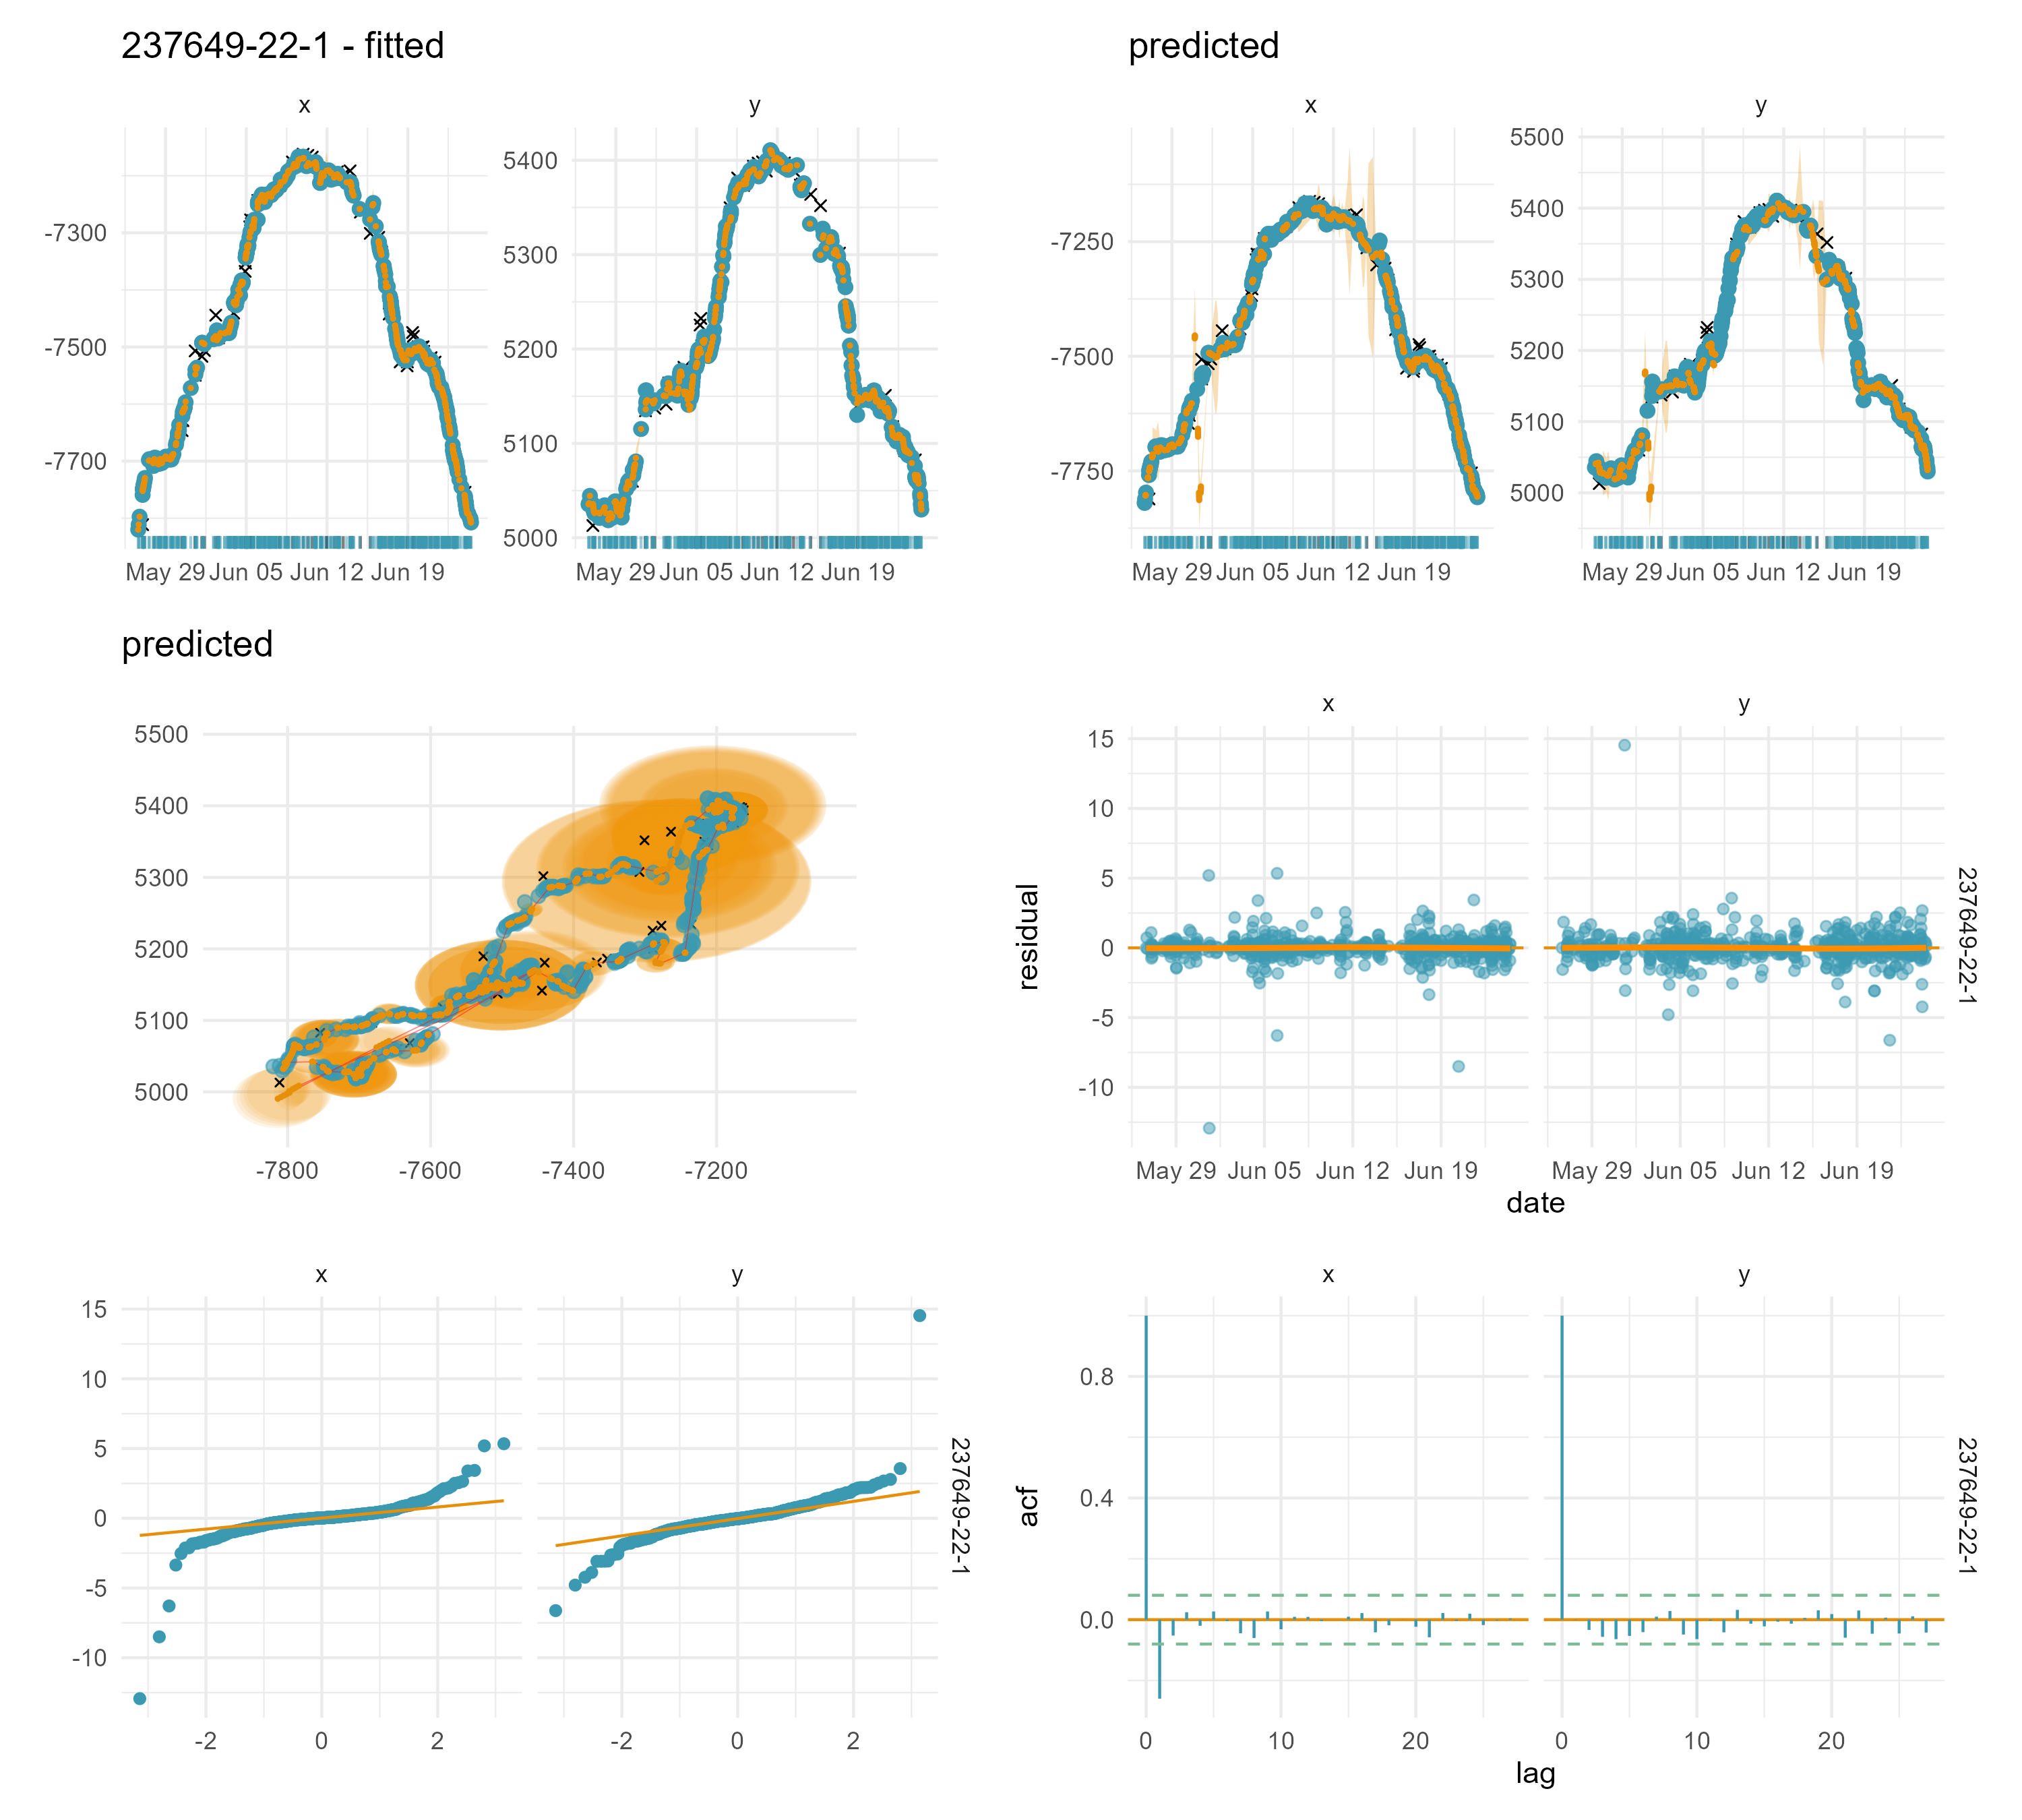 237649-22-1 - fitted
predicted
x
y
x
y
-7300
-7500
-7700
5400
5300
5200
5100
5000
-7250
-7500
-7750
5500
5400
5300
5200
5100
5000
May 29 Jun 05 Jun 12 Jun 19
May 29 Jun 05 Jun 12 Jun 19
May 29 Jun 05 Jun 12 Jun 19
May 29 Jun 05 Jun 12 Jun 19
predicted
5500
5400
5300
5200
5100
5000
-7800 -7600 -7400 -7200
x
y
residual
15
10
5
0
-5
-10
237649-22-1
May 29 Jun 05 Jun 12 Jun 19
May 29 Jun 05 Jun 12 Jun 19
date
x
y
15
10
5
0
-5
-10
237649-22-1
-2 0 2
-2 0 2
x
y
acf
0.8
0.4
0.0
237649-22-1
0 10 20
0 10 20
lag